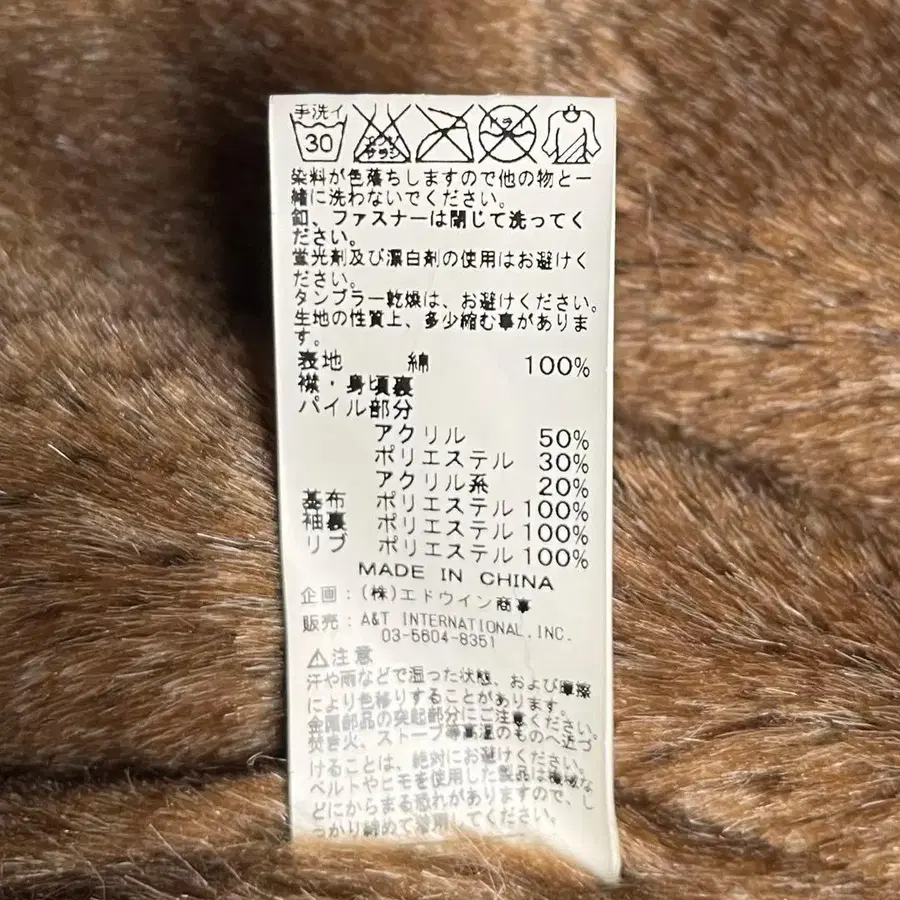 手洗イ
30
エンソ
サラシ
ドライ
染料が色落ちしますので他の物と一
緒に洗わないでください。
釦、ファスナーは閉じて洗ってく
ださい。
蛍光剤及び漂白剤の使用はお避けく
ださい。
タンブラー乾燥は、お避けください。
生地の性質上、多少縮む事がありま
す。
表地 綿 100%
襟・身頃裏
パイル部分
アクリル 50%
ポリエステル 30%
アクリル系 20%
基布 ポリエステル 100%
袖裏 ポリエステル 100%
リブ ポリエステル 100%
MADE IN CHINA
企画:(株)エドウイン商事
販売: A&T INTERNATIONAL,INC.
03-5604-8351
⚠注意
汗や雨などで湿った状態、および摩擦
により色移りすることがあります。
金属部品の突起部分にご注意ください。
焚き火、ストーブ等高温のものへ近づ
けることは、絶対にお避けください。
ベルトやヒモを使用した製品は機械な
どにからまる恐れがありますので、し
っかり締めて着用してください。